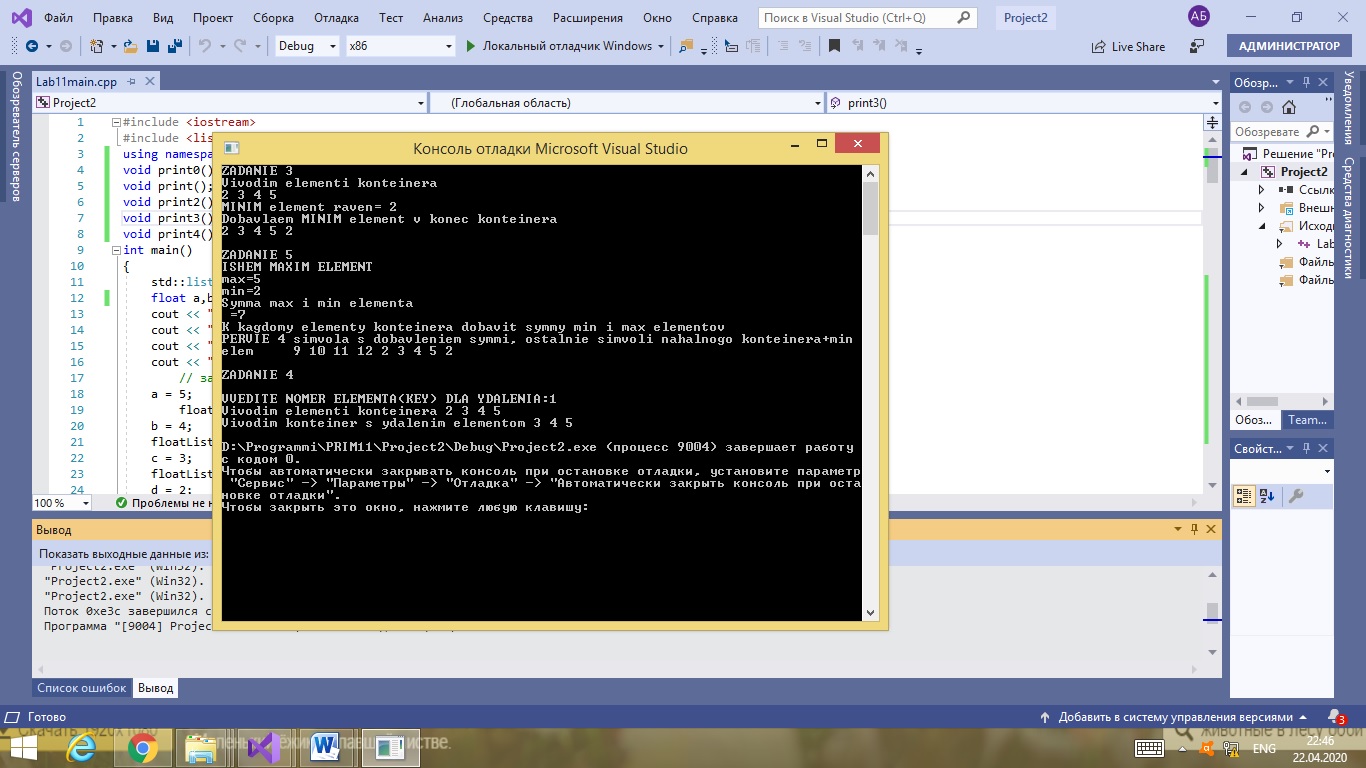 Файл Правка Вид Проект Сборка Отладка Тест Анализ Средства Расширения Окно Справка Поиск в Visual Studio (Ctrl+Q) Project2 АБ
Debug x86 Локальный отладчик Windows Live Share АДМИНИСТРАТОР
Обозреватель серверов
Lab11main.cpp
Project2 (Глобальная область) print3()
1 #include <iostream>
2 #include <lis
3 using namespa
4 void print0()
5 void print();
6 void print2()
7 void print3()
8 void print4()
9 int main()
10 {
11 std::list
12 float a,b
13 cout << "
14 cout << "
15 cout << "
16 cout << "
17 // за
18 a = 5;
19 float
20 b = 4;
21 floatList
22 c = 3;
23 floatList
24 d = 2;
100 % Проблемы не н
Консоль отладки Microsoft Visual Studio
ZADANIE 3
Vivodim elementi konteinera
2 3 4 5
MINIM element raven= 2
Dobavlaem MINIM element v konec konteinera
2 3 4 5 2
ZADANIE 5
ISHEM MAXIM ELEMENT
max=5
min=2
Symma max i min elementa
=7
K kagdomy elementy konteinera dobavit symmy min i max elementov
PERVIE 4 simvola s dobavleniem symmi, ostalnie simvoli nahalnogo konteinera+min
elem 9 10 11 12 2 3 4 5 2
ZADANIE 4
VVEDITE NOMER ELEMENTA(KEY) DLA YDALENIA:1
Vivodim elementi konteinera 2 3 4 5
Vivodim konteiner s ydalenim elementom 3 4 5
D:\Programmi\PRIM11\Project2\Debug\Project2.exe (процесс 9004) завершает работу
с кодом 0.
Чтобы автоматически закрывать консоль при остановке отладки, установите параметр
"Сервис" -> "Параметры" -> "Отладка" -> "Автоматически закрыть консоль при оста
новке отладки".
Чтобы закрыть это окно, нажмите любую клавишу:
Обозр...
Обозревате
Решение "Pr
Project2
Ссылк
Внешн
Исход
Lab
Файль
Файль
Обоз... Team...
Свойст...
Уведомления
Средства диагностики
Вывод
Показать выходные данные из:
"Project2.exe" (Win32).
"Project2.exe" (Win32).
"Project2.exe" (Win32).
Поток 0xe3c завершился с
Программа "[9004] Projec
Список ошибок Вывод
Готово Добавить в систему управления версиями 3
Скачать 1920x1080
животные в лесу
ENG
22:46
22.04.2020